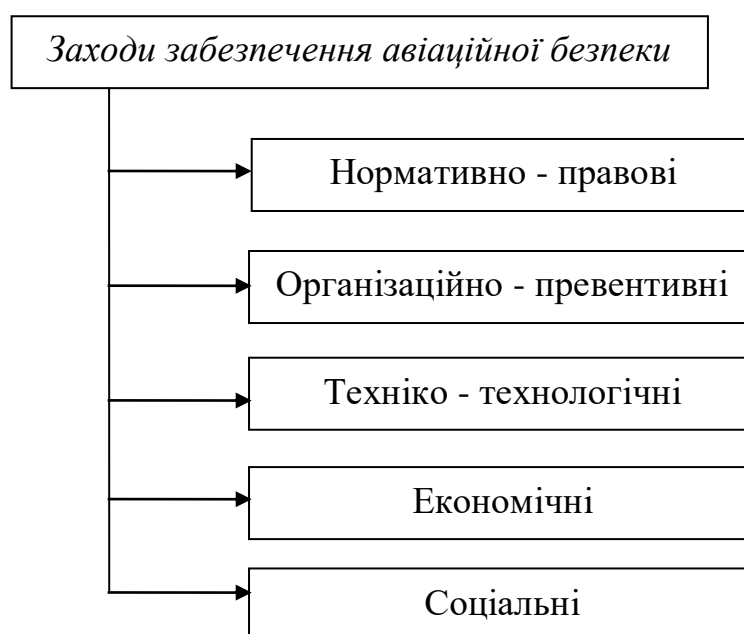 Заходи забезпечення авіаційної безпеки
Нормативно - правові
Організаційно - превентивні
Техніко - технологічні
Економічні
Соціальні